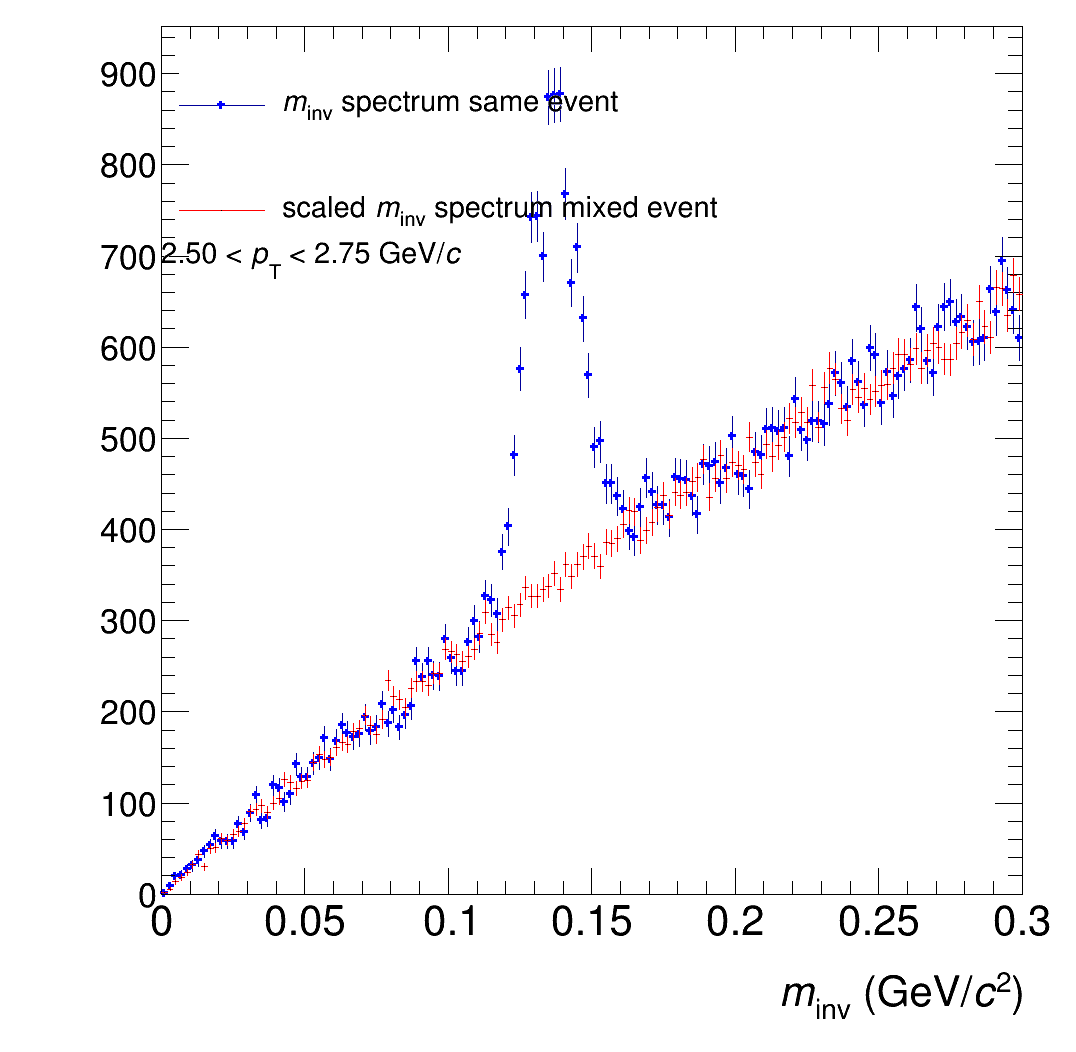 900
800
700
600
500
400
300
200
100
0
m_inv spectrum same event
scaled m_inv spectrum mixed event
2.50 < p_T < 2.75 GeV/c
0 0.05 0.1 0.15 0.2 0.25 0.3
m_inv (GeV/c²)